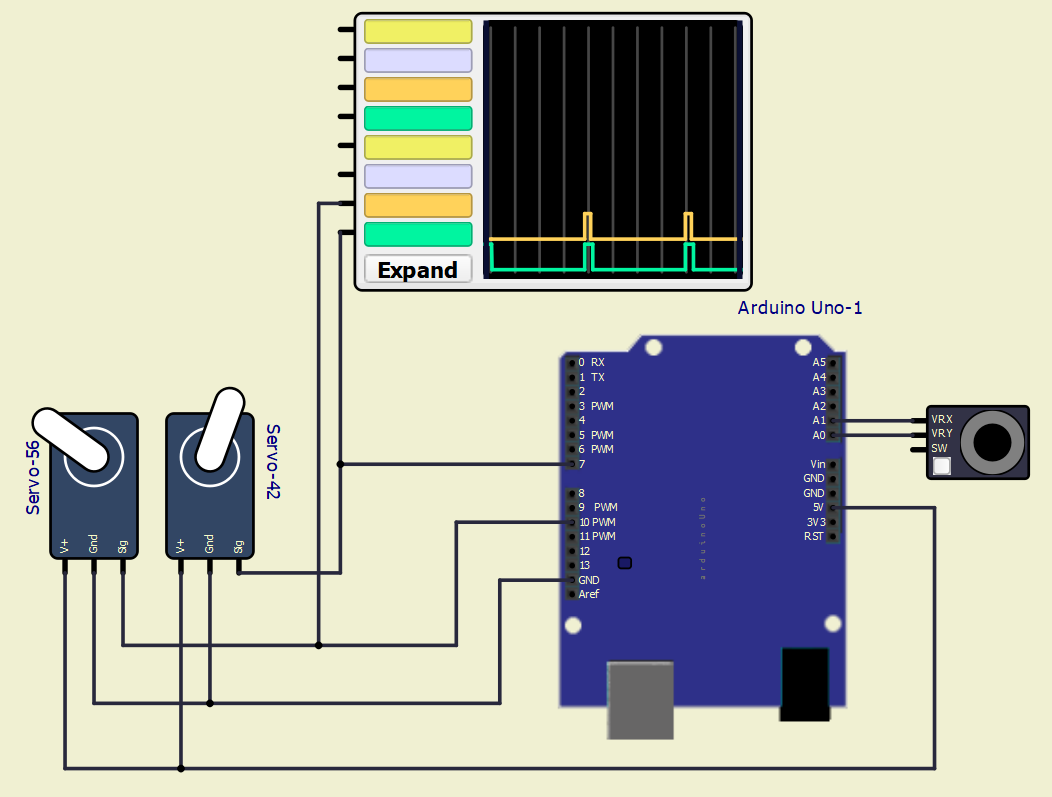 Expand
Arduino Uno-1
0 RX
1 TX
2
3 PWM
4
5 PWM
6 PWM
7
8
9 PWM
10 PWM
11 PWM
12
13
GND
Aref
A5
A4
A3
A2
A1
A0
Vin
GND
GND
5V
3V3
RST
arduinoUno
VRX
VRY
SW
Servo-56
V+
Gnd
Sig
Servo-42
V+
Gnd
Sig